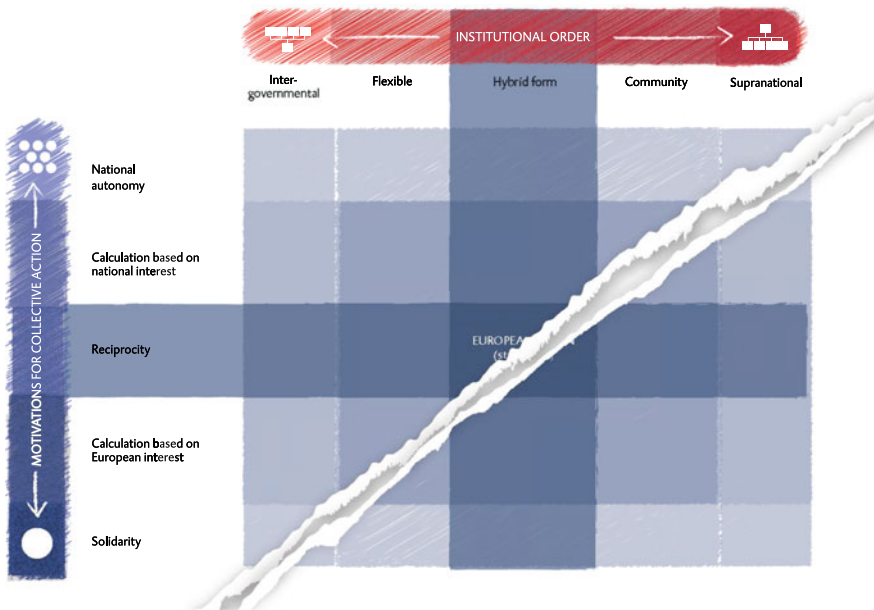 INSTITUTIONAL ORDER
Inter-
governmental
Flexible
Hybrid form
Community
Supranational
MOTIVATIONS FOR COLLECTIVE ACTION
National
autonomy
Calculation based on
national interest
Reciprocity
Calculation based on
European interest
Solidarity